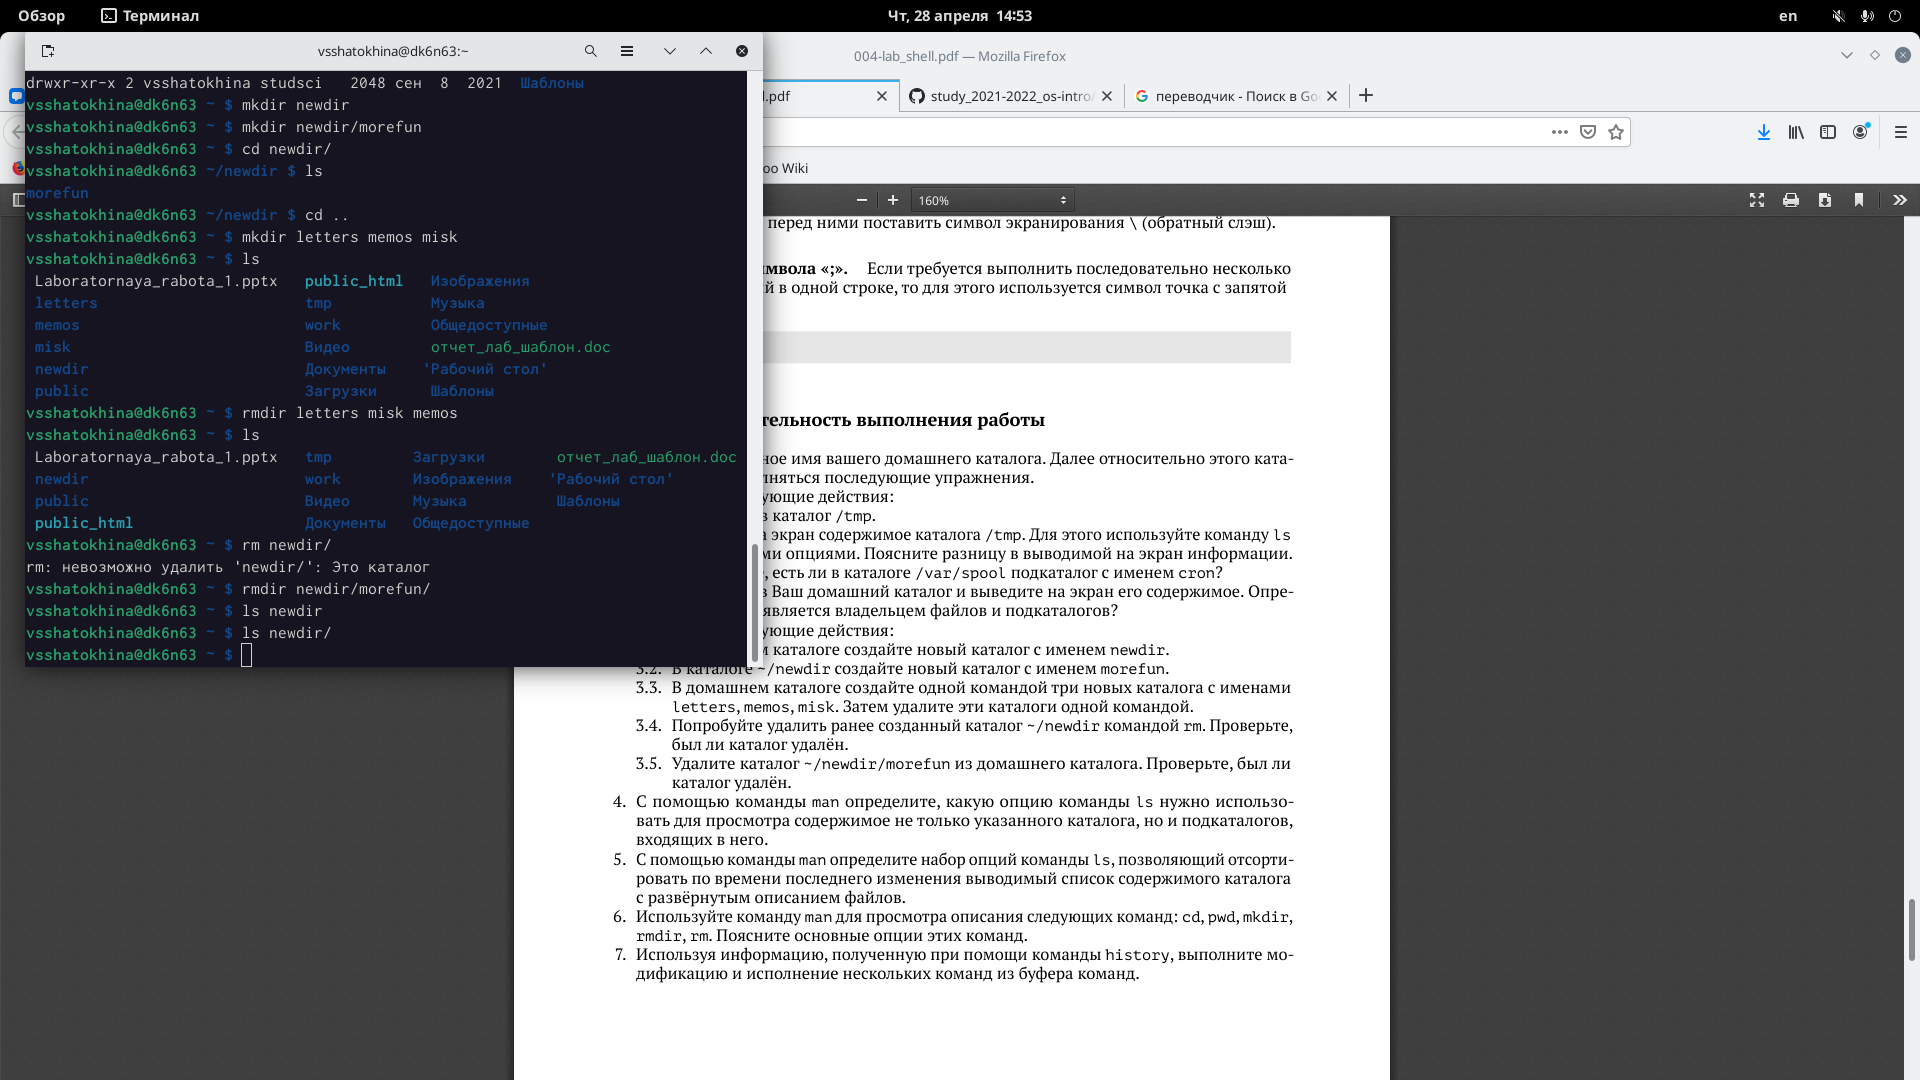 Обзор
Терминал
Чт, 28 апреля 14:53
en
vsshatokhina@dk6n63:~
004-lab_shell.pdf — Mozilla Firefox
l.pdf
study_2021-2022_os-intro/
переводчик - Поиск в Go
oo Wiki
160%
drwxr-xr-x 2 vsshatokhina studsci   2048 сен  8  2021  Шаблоны
vsshatokhina@dk6n63 ~ $ mkdir newdir
vsshatokhina@dk6n63 ~ $ mkdir newdir/morefun
vsshatokhina@dk6n63 ~ $ cd newdir/
vsshatokhina@dk6n63 ~/newdir $ ls
morefun
vsshatokhina@dk6n63 ~/newdir $ cd ..
vsshatokhina@dk6n63 ~ $ mkdir letters memos misk
vsshatokhina@dk6n63 ~ $ ls
Laboratornaya_rabota_1.pptx   public_html   Изображения
letters   tmp   Музыка
memos   work   Общедоступные
misk   Видео   отчет_лаб_шаблон.doc
newdir   Документы   'Рабочий стол'
public   Загрузки   Шаблоны
vsshatokhina@dk6n63 ~ $ rmdir letters misk memos
vsshatokhina@dk6n63 ~ $ ls
Laboratornaya_rabota_1.pptx   tmp   Загрузки   отчет_лаб_шаблон.doc
newdir   work   Изображения   'Рабочий стол'
public   Видео   Музыка   Шаблоны
public_html   Документы   Общедоступные
vsshatokhina@dk6n63 ~ $ rm newdir/
rm: невозможно удалить 'newdir/': Это каталог
vsshatokhina@dk6n63 ~ $ rmdir newdir/morefun/
vsshatokhina@dk6n63 ~ $ ls newdir
vsshatokhina@dk6n63 ~ $ ls newdir/
vsshatokhina@dk6n63 ~ $
перед ними поставить символ экранирования \ (обратный слэш).
имвола «;». Если требуется выполнить последовательно несколько
й в одной строке, то для этого используется символ точка с запятой
тельность выполнения работы
ное имя вашего домашнего каталога. Далее относительно этого ката-
лняться последующие упражнения.
ующие действия:
в каталог /tmp.
а экран содержимое каталога /tmp. Для этого используйте команду ls
ми опциями. Поясните разницу в выводимой на экран информации.
, есть ли в каталоге /var/spool подкаталог с именем cron?
в Ваш домашний каталог и выведите на экран его содержимое. Опре-
является владельцем файлов и подкаталогов?
ующие действия:
м каталоге создайте новый каталог с именем newdir.
3.2. В каталоге ~/newdir создайте новый каталог с именем morefun.
3.3. В домашнем каталоге создайте одной командой три новых каталога с именами
letters, memos, misk. Затем удалите эти каталоги одной командой.
3.4. Попробуйте удалить ранее созданный каталог ~/newdir командой rm. Проверьте,
был ли каталог удалён.
3.5. Удалите каталог ~/newdir/morefun из домашнего каталога. Проверьте, был ли
каталог удалён.
4. С помощью команды man определите, какую опцию команды ls нужно использо-
вать для просмотра содержимое не только указанного каталога, но и подкаталогов,
входящих в него.
5. С помощью команды man определите набор опций команды ls, позволяющий отсорти-
ровать по времени последнего изменения выводимый список содержимого каталога
с развёрнутым описанием файлов.
6. Используйте команду man для просмотра описания следующих команд: cd, pwd, mkdir,
rmdir, rm. Поясните основные опции этих команд.
7. Используя информацию, полученную при помощи команды history, выполните мо-
дификацию и исполнение нескольких команд из буфера команд.